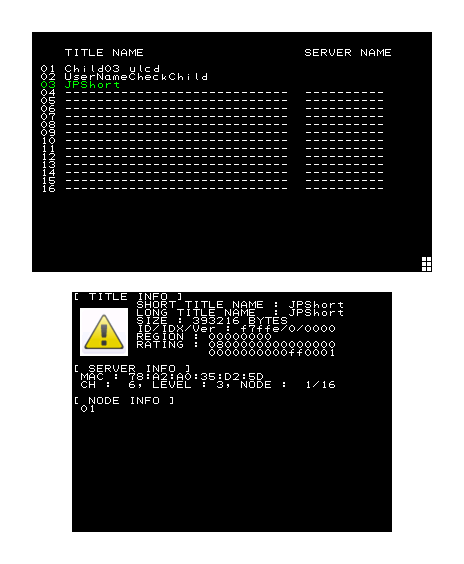 TITLE NAME SERVER NAME
01 Child03 ulcd
02 UserNameCheckChild
03 JPShort
04 ---------------------------- ----------
05 ---------------------------- ----------
06 ---------------------------- ----------
07 ---------------------------- ----------
08 ---------------------------- ----------
09 ---------------------------- ----------
10 ---------------------------- ----------
11 ---------------------------- ----------
12 ---------------------------- ----------
13 ---------------------------- ----------
14 ---------------------------- ----------
15 ---------------------------- ----------
16 ---------------------------- ----------
[ TITLE INFO ]
SHORT TITLE NAME : JPShort
LONG TITLE NAME : JPShort
SIZE : 393216 BYTES
ID/IDX/Ver : f7ffe/0/0000
REGION : 00000000
RATING : 0800000000000000
0000000000ff0001
[ SERVER INFO ]
MAC : 78:A2:A0:35:D2:5D
CH : 6, LEVEL : 3, NODE : 1/16
[ NODE INFO ]
01